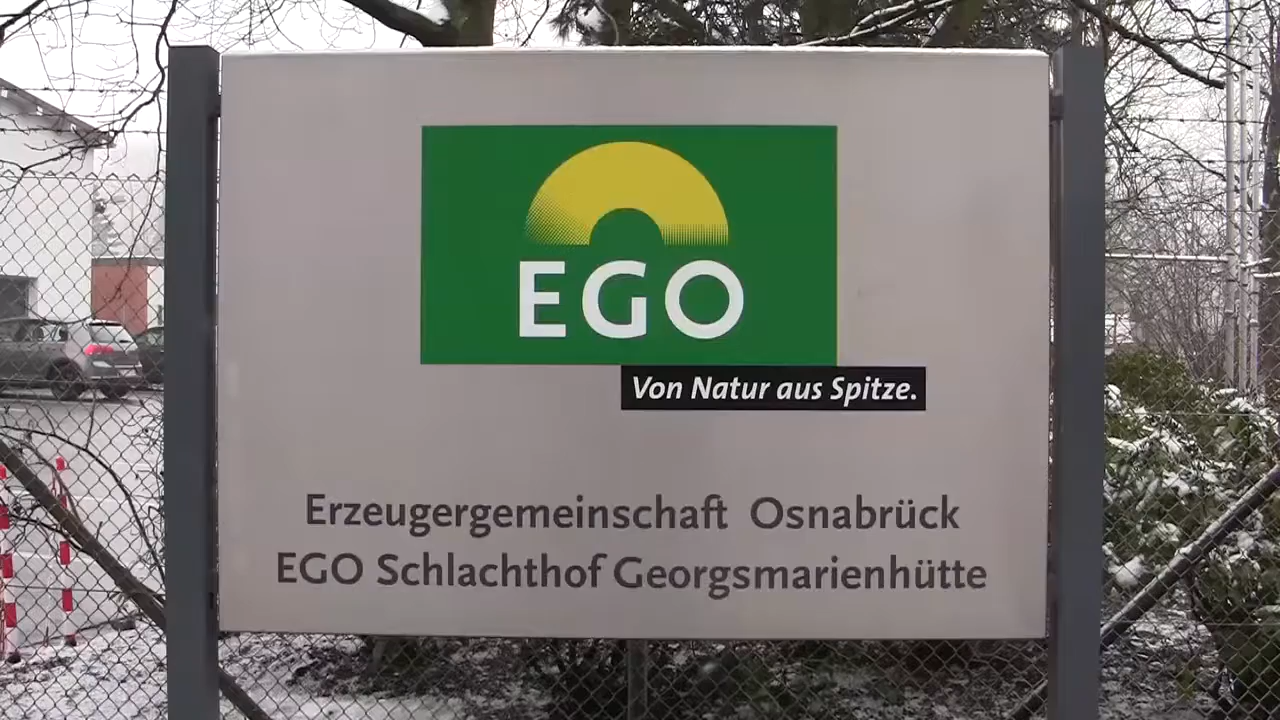 EGO
Von Natur aus Spitze.
Erzeugergemeinschaft Osnabrück
EGO Schlachthof Georgsmarienhütte